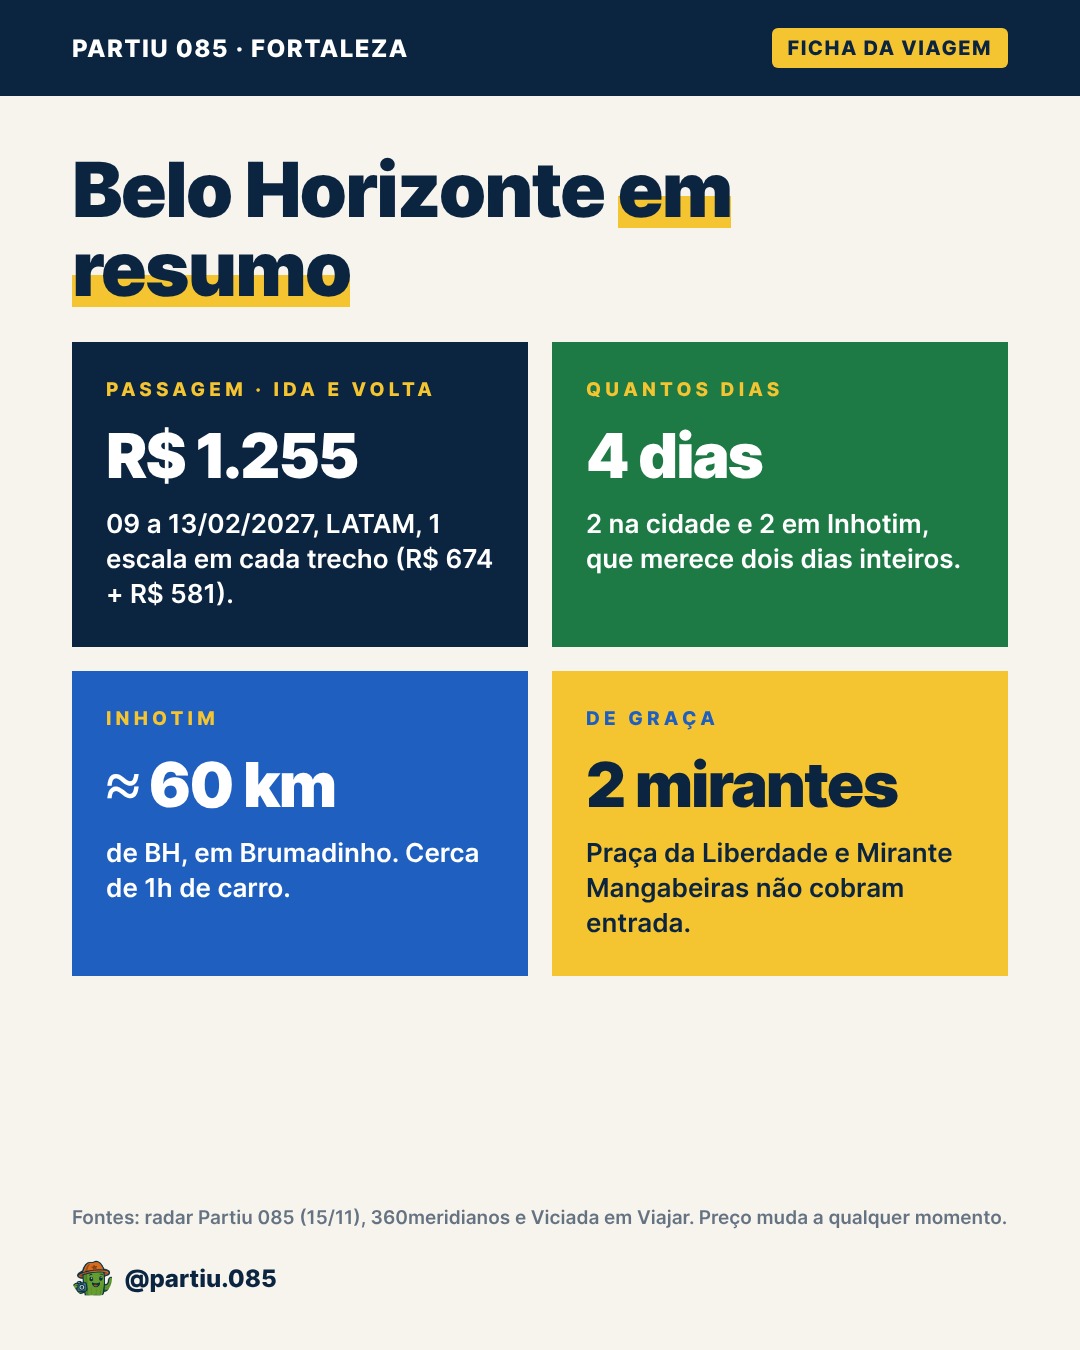 PARTIU 085 · FORTALEZA
FICHA DA VIAGEM
Belo Horizonte em
resumo
PASSAGEM · IDA E VOLTA
R$ 1.255
09 a 13/02/2027, LATAM, 1
escala em cada trecho (R$ 674
+ R$ 581).
QUANTOS DIAS
4 dias
2 na cidade e 2 em Inhotim,
que merece dois dias inteiros.
INHOTIM
≈ 60 km
de BH, em Brumadinho. Cerca
de 1h de carro.
DE GRAÇA
2 mirantes
Praça da Liberdade e Mirante
Mangabeiras não cobram
entrada.
Fontes: radar Partiu 085 (15/11), 360meridianos e Viciada em Viajar. Preço muda a qualquer momento.
@partiu.085